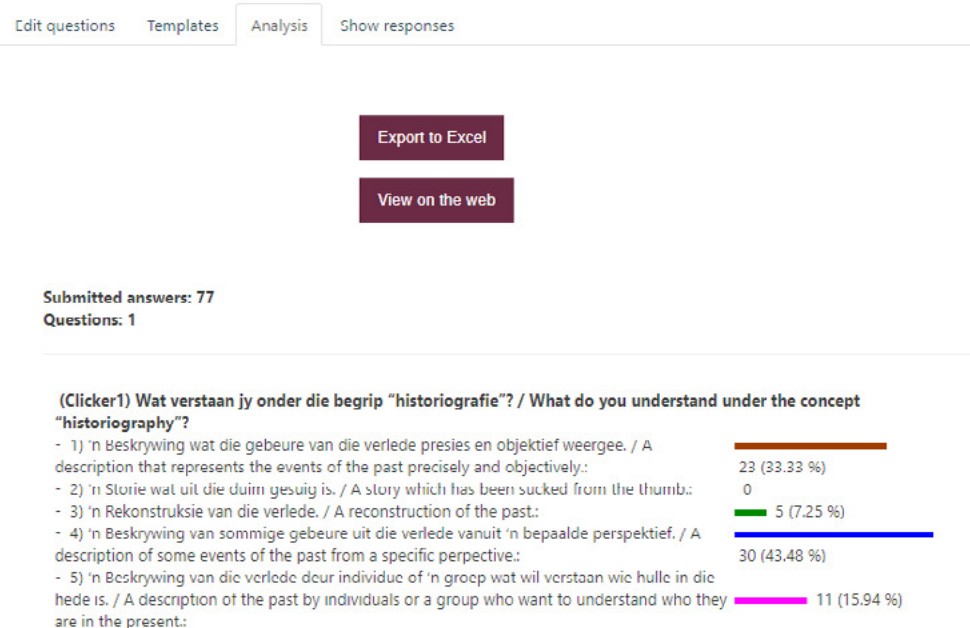 Edit questions Templates Analysis Show responses
Export to Excel
View on the web
Submitted answers: 77
Questions: 1
(Clicker1) Wat verstaan jy onder die begrip “historiografie”? / What do you understand under the concept
“historiography”?
- 1) ’n Beskrywing wat die gebeure van die verlede presies en objektief weergee. / A
description that represents the events of the past precisely and objectively.: 23 (33.33 %)
- 2) ’n Storie wat uit die duim gesuig is. / A story which has been sucked from the thumb.: 0
- 3) ’n Rekonstruksie van die verlede. / A reconstruction of the past.: 5 (7.25 %)
- 4) ’n Beskrywing van sommige gebeure uit die verlede vanuit ’n bepaalde perspektief. / A
description of some events of the past from a specific perpective.: 30 (43.48 %)
- 5) ’n Beskrywing van die verlede deur individue of ’n groep wat wil verstaan wie hulle in die
hede is. / A description of the past by individuals or a group who want to understand who they 11 (15.94 %)
are in the present.: